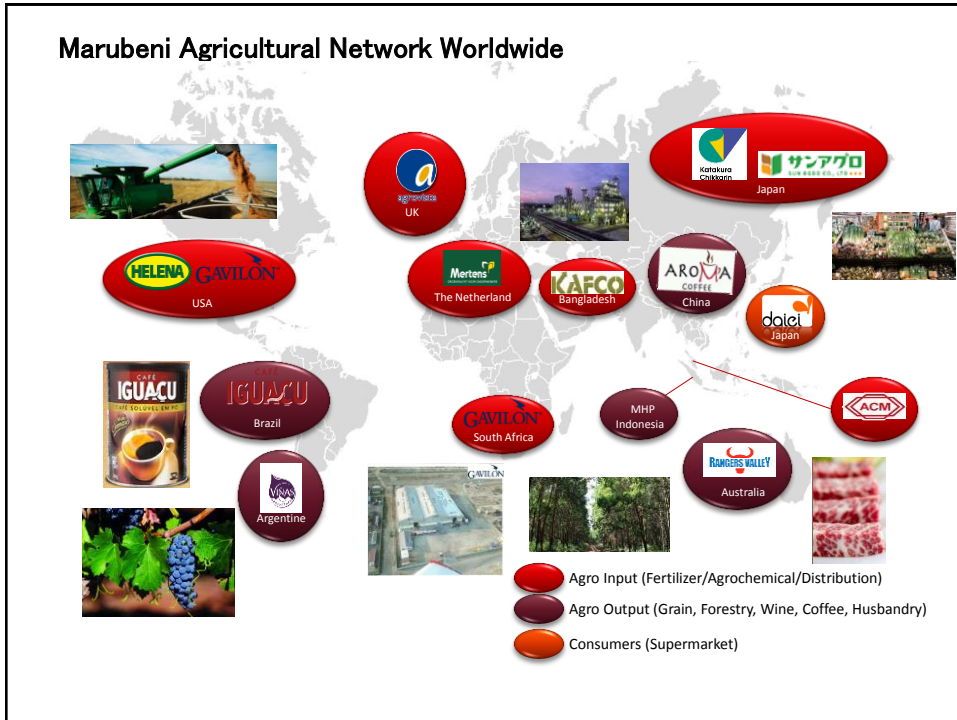 Marubeni Agricultural Network Worldwide
agrovista
UK
Katakura
Chikkarin
サンアグロ
SUN AGRO CO., LTD
Japan
HELENA
GAVILON
USA
Mertens
The Netherland
KAFCO
Bangladesh
AROMA
COFFEE
China
daiei
Japan
CAFÉ
IGUAÇU
CAFÉ SOLÚVEL EM PÓ
CAFÉ
IGUAÇU
Brazil
GAVILON
South Africa
MHP
Indonesia
ACM
VIÑAS
Argentine
RANGERS VALLEY
Australia
GAVILON
Agro Input (Fertilizer/Agrochemical/Distribution)
Agro Output (Grain, Forestry, Wine, Coffee, Husbandry)
Consumers (Supermarket)